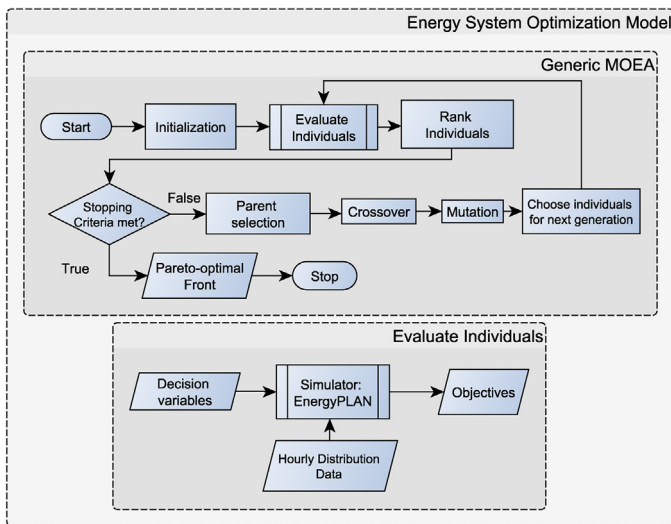 Energy System Optimization Model
Generic MOEA
Start
Initialization
Evaluate
Individuals
Rank
Individuals
Stopping
Criteria met?
False
Parent
selection
Crossover
Mutation
Choose individuals
for next generation
True
Pareto-optimal
Front
Stop
Evaluate Individuals
Decision
variables
Simulator:
EnergyPLAN
Objectives
Hourly Distribution
Data